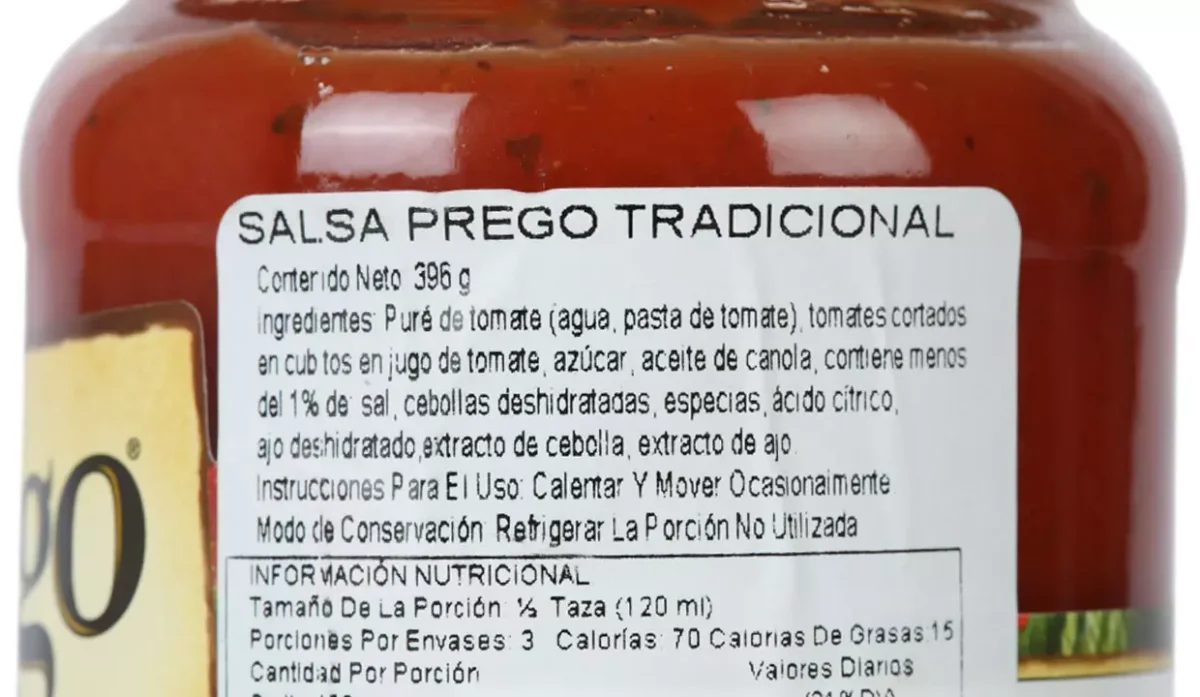 SALSA PREGO TRADICIONAL
Contenido Neto 396 g
Ingredientes: Puré de tomate (agua, pasta de tomate), tomates cortados
en cubitos en jugo de tomate, azúcar, aceite de canola, contiene menos
del 1% de: sal, cebollas deshidratadas, especias, ácido cítrico,
ajo deshidratado,extracto de cebolla, extracto de ajo.
Instrucciones Para El Uso: Calentar Y Mover Ocasionalmente
Modo de Conservación: Refrigerar La Porción No Utilizada
INFORMACIÓN NUTRICIONAL
Tamaño De La Porción: ½ Taza (120 ml)
Porciones Por Envases: 3 Calorías: 70 Calorías De Grasas:15
Cantidad Por Porción Valores Diarios
go®